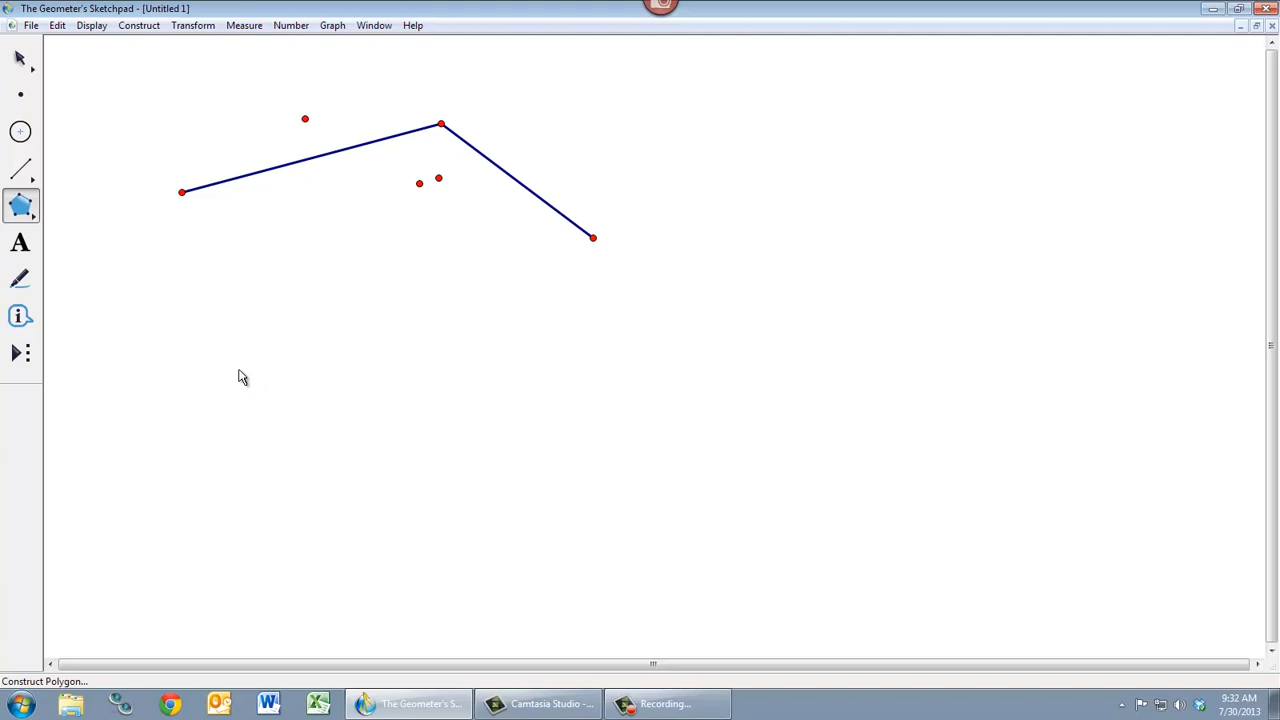 The Geometer's Sketchpad - [Untitled 1]
File Edit Display Construct Transform Measure Number Graph Window Help
A
Construct Polygon...
The Geometer's S... Camtasia Studio -... Recording...
9:32 AM
7/30/2013